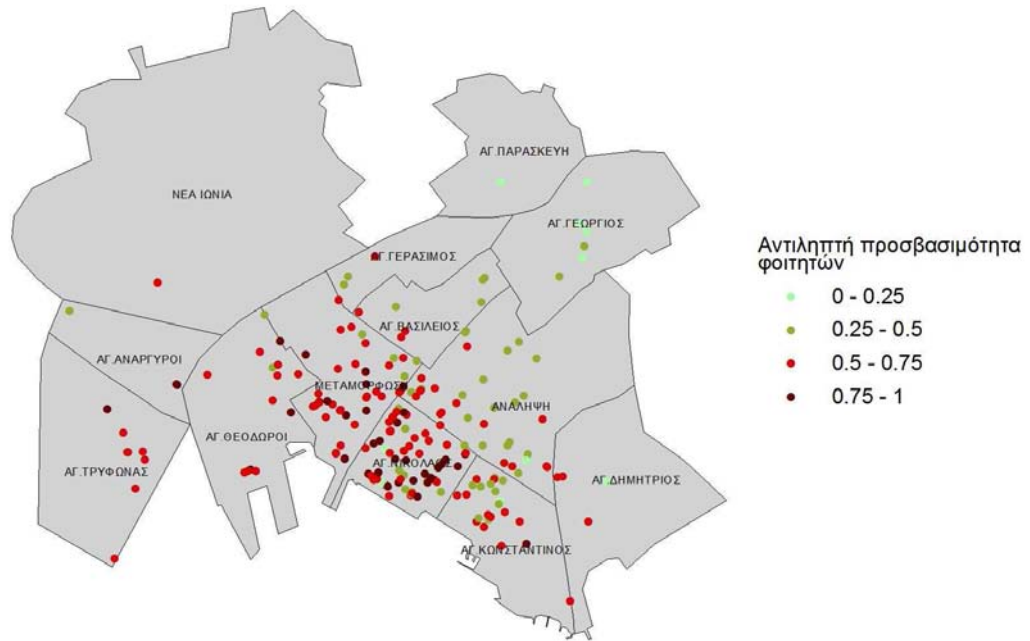 ΑΓ.ΠΑΡΑΣΚΕΥΗ
ΝΕΑ ΙΩΝΙΑ
ΑΓ.ΓΕΩΡΓΙΟΣ
ΑΓ.ΓΕΡΑΣΙΜΟΣ
ΑΓ.ΒΑΣΙΛΕΙΟΣ
ΑΓ.ΑΝΑΡΓΥΡΟΙ
ΜΕΤΑΜΟΡΦΩΣ
ΑΝΑΛΗΨΗ
ΑΓ.ΘΕΟΔΩΡΟΙ
ΑΓ.ΝΙΚΟΛΑΟΣ
ΑΓ.ΤΡΥΦΩΝΑΣ
ΑΓ.ΔΗΜΗΤΡΙΟΣ
ΑΓ.ΚΩΝΣΤΑΝΤΙΝΟΣ
Αντιληπτή προσβασιμότητα
φοιτητών
0 - 0.25
0.25 - 0.5
0.5 - 0.75
0.75 - 1